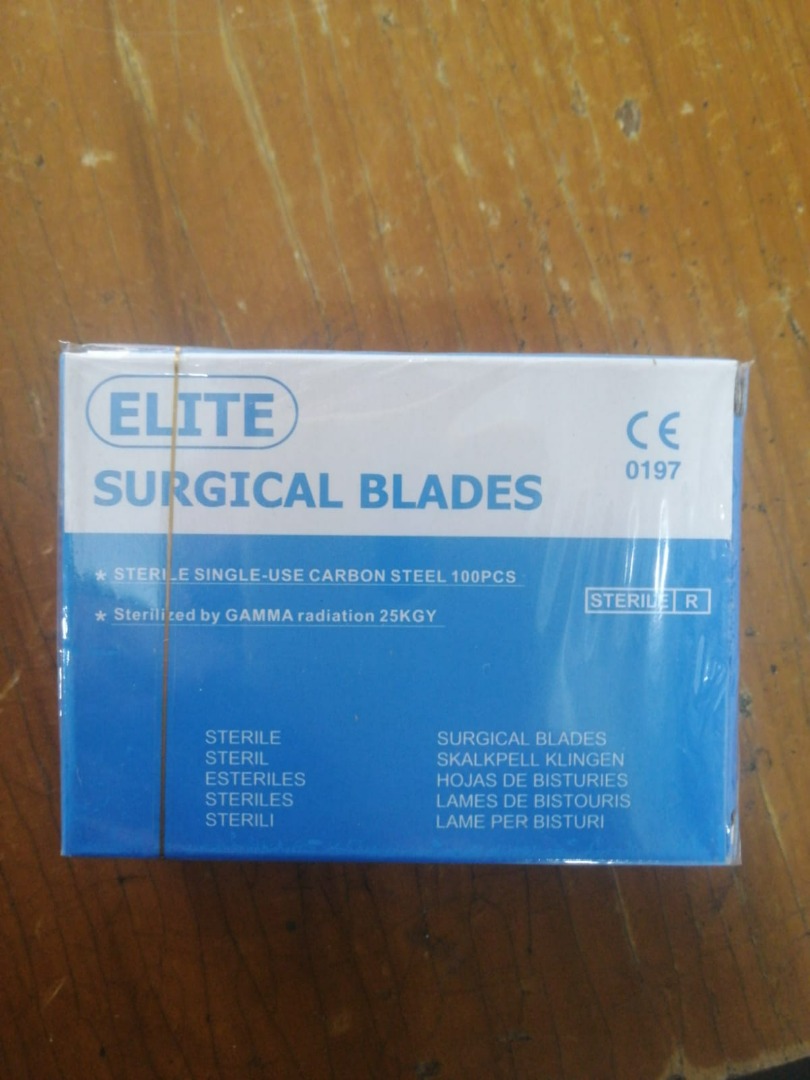 ELITE
SURGICAL BLADES
CE
0197
* STERILE SINGLE-USE CARBON STEEL 100PCS
* Sterilized by GAMMA radiation 25KGY
STERILE R
STERILE SURGICAL BLADES
STERIL SKALKPELL KLINGEN
ESTERILES HOJAS DE BISTURIES
STERILES LAMES DE BISTOURIS
STERILI LAME PER BISTURI